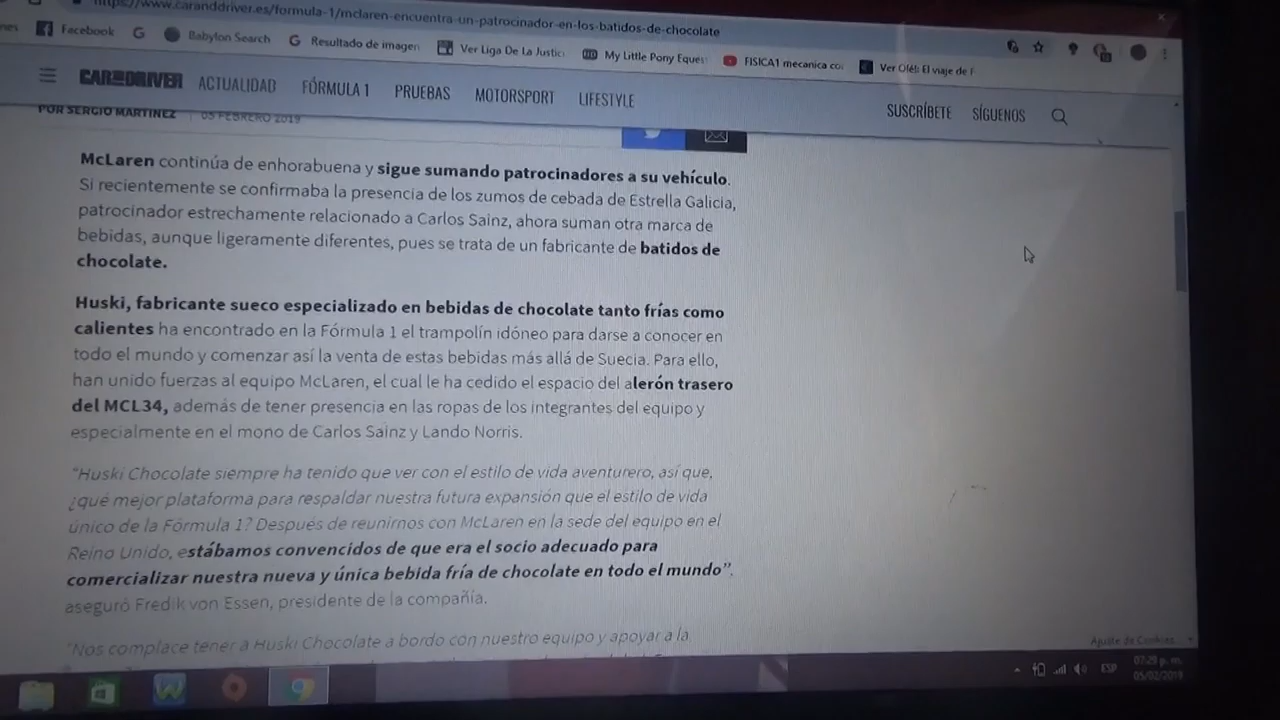 https://www.caranddriver.es/formula-1/mclaren-encuentra-un-patrocinador-en-los-batidos-de-chocolate
nes Facebook G Babylon Search G Resultado de imagen Ver Liga De La Justici My Little Pony Eques FISICA1 mecanica co Ver Olé!: El viaje de F
CAR AND DRIVER ACTUALIDAD FÓRMULA 1 PRUEBAS MOTORSPORT LIFESTYLE SUSCRÍBETE SÍGUENOS
POR SERGIO MARTÍNEZ | 05 FEBRERO 2019
McLaren continúa de enhorabuena y sigue sumando patrocinadores a su vehículo.
Si recientemente se confirmaba la presencia de los zumos de cebada de Estrella Galicia,
patrocinador estrechamente relacionado a Carlos Sainz, ahora suman otra marca de
bebidas, aunque ligeramente diferentes, pues se trata de un fabricante de batidos de
chocolate.
Huski, fabricante sueco especializado en bebidas de chocolate tanto frías como
calientes ha encontrado en la Fórmula 1 el trampolín idóneo para darse a conocer en
todo el mundo y comenzar así la venta de estas bebidas más allá de Suecia. Para ello,
han unido fuerzas al equipo McLaren, el cual le ha cedido el espacio del alerón trasero
del MCL34, además de tener presencia en las ropas de los integrantes del equipo y
especialmente en el mono de Carlos Sainz y Lando Norris.
"Huski Chocolate siempre ha tenido que ver con el estilo de vida aventurero, así que,
¿qué mejor plataforma para respaldar nuestra futura expansión que el estilo de vida
único de la Fórmula 1? Después de reunirnos con McLaren en la sede del equipo en el
Reino Unido, estábamos convencidos de que era el socio adecuado para
comercializar nuestra nueva y única bebida fría de chocolate en todo el mundo",
aseguró Fredik von Essen, presidente de la compañía.
"Nos complace tener a Huski Chocolate a bordo con nuestro equipo y apoyar a la
Ajuste de Cookies
ESP
07:29 p. m.
05/02/2019